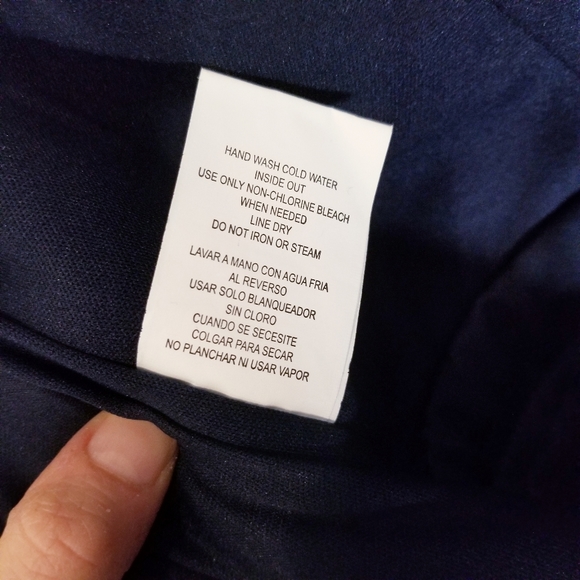 HAND WASH COLD WATER
INSIDE OUT
USE ONLY NON-CHLORINE BLEACH
WHEN NEEDED
LINE DRY
DO NOT IRON OR STEAM
LAVAR A MANO CON AGUA FRIA
AL REVERSO
USAR SOLO BLANQUEADOR
SIN CLORO
CUANDO SE SECESITE
COLGAR PARA SECAR
NO PLANCHAR NI USAR VAPOR